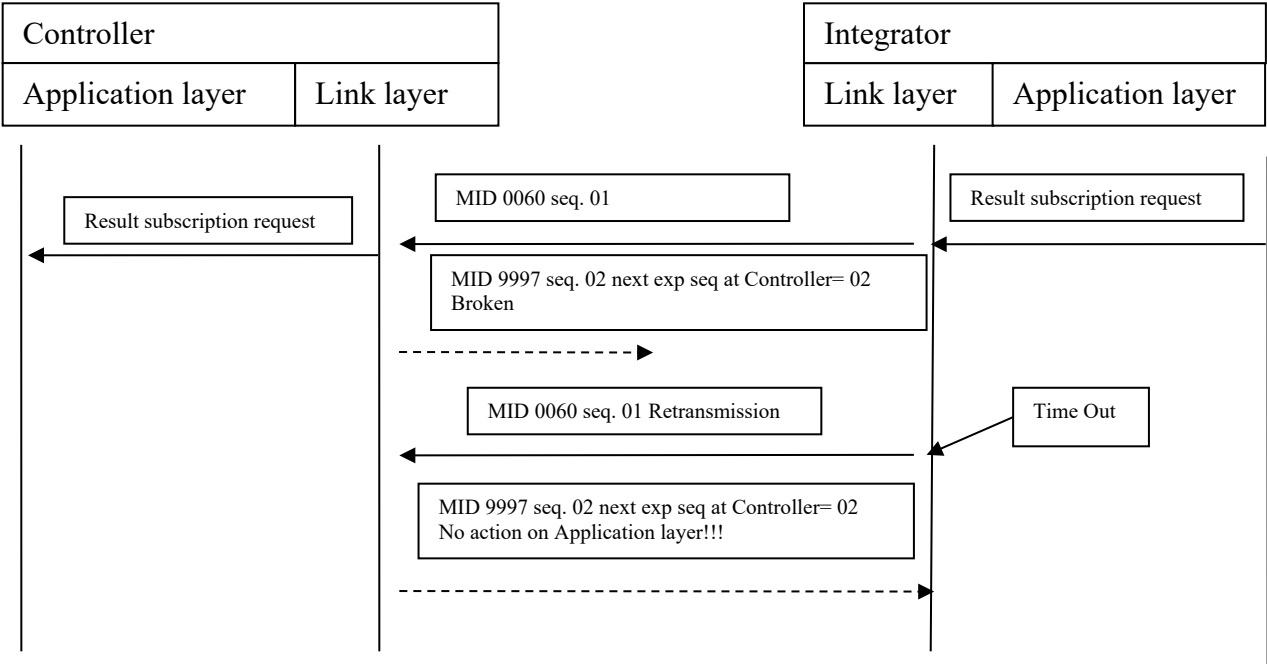 Controller
Integrator
Application layer
Link layer
Link layer
Application layer
MID 0060 seq. 01
Result subscription request
Result subscription request
MID 9997 seq. 02 next exp seq at Controller= 02
Broken
MID 0060 seq. 01 Retransmission
Time Out
MID 9997 seq. 02 next exp seq at Controller= 02
No action on Application layer!!!